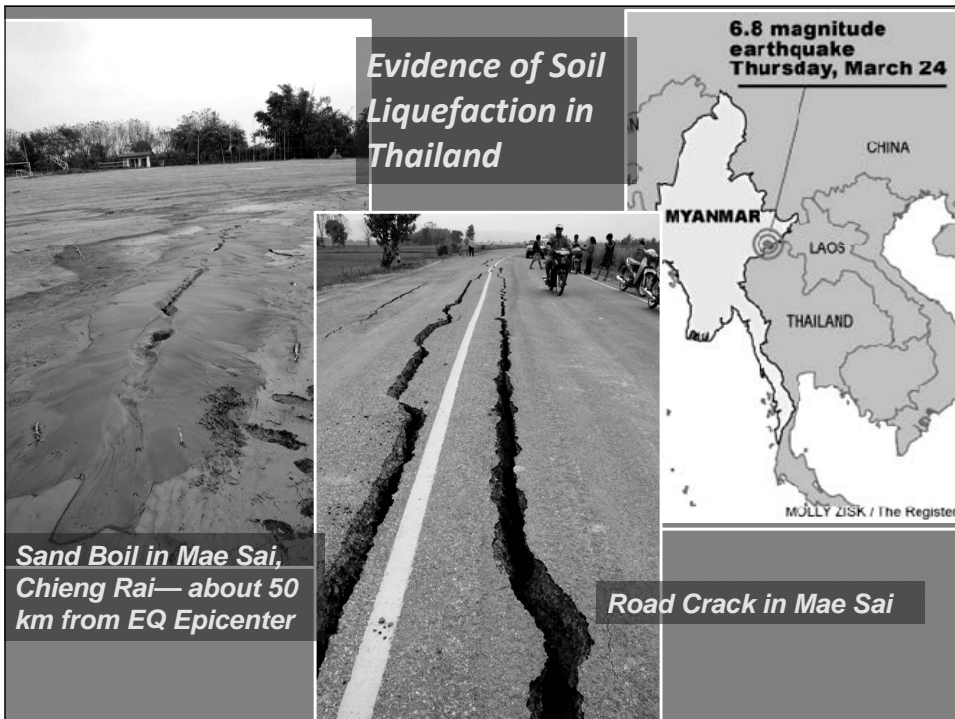 Evidence of Soil
Liquefaction in
Thailand
6.8 magnitude
earthquake
Thursday, March 24
CHINA
MYANMAR
LAOS
THAILAND
MOLLY ZISK / The Register
Sand Boil in Mae Sai,
Chieng Rai— about 50
km from EQ Epicenter
Road Crack in Mae Sai